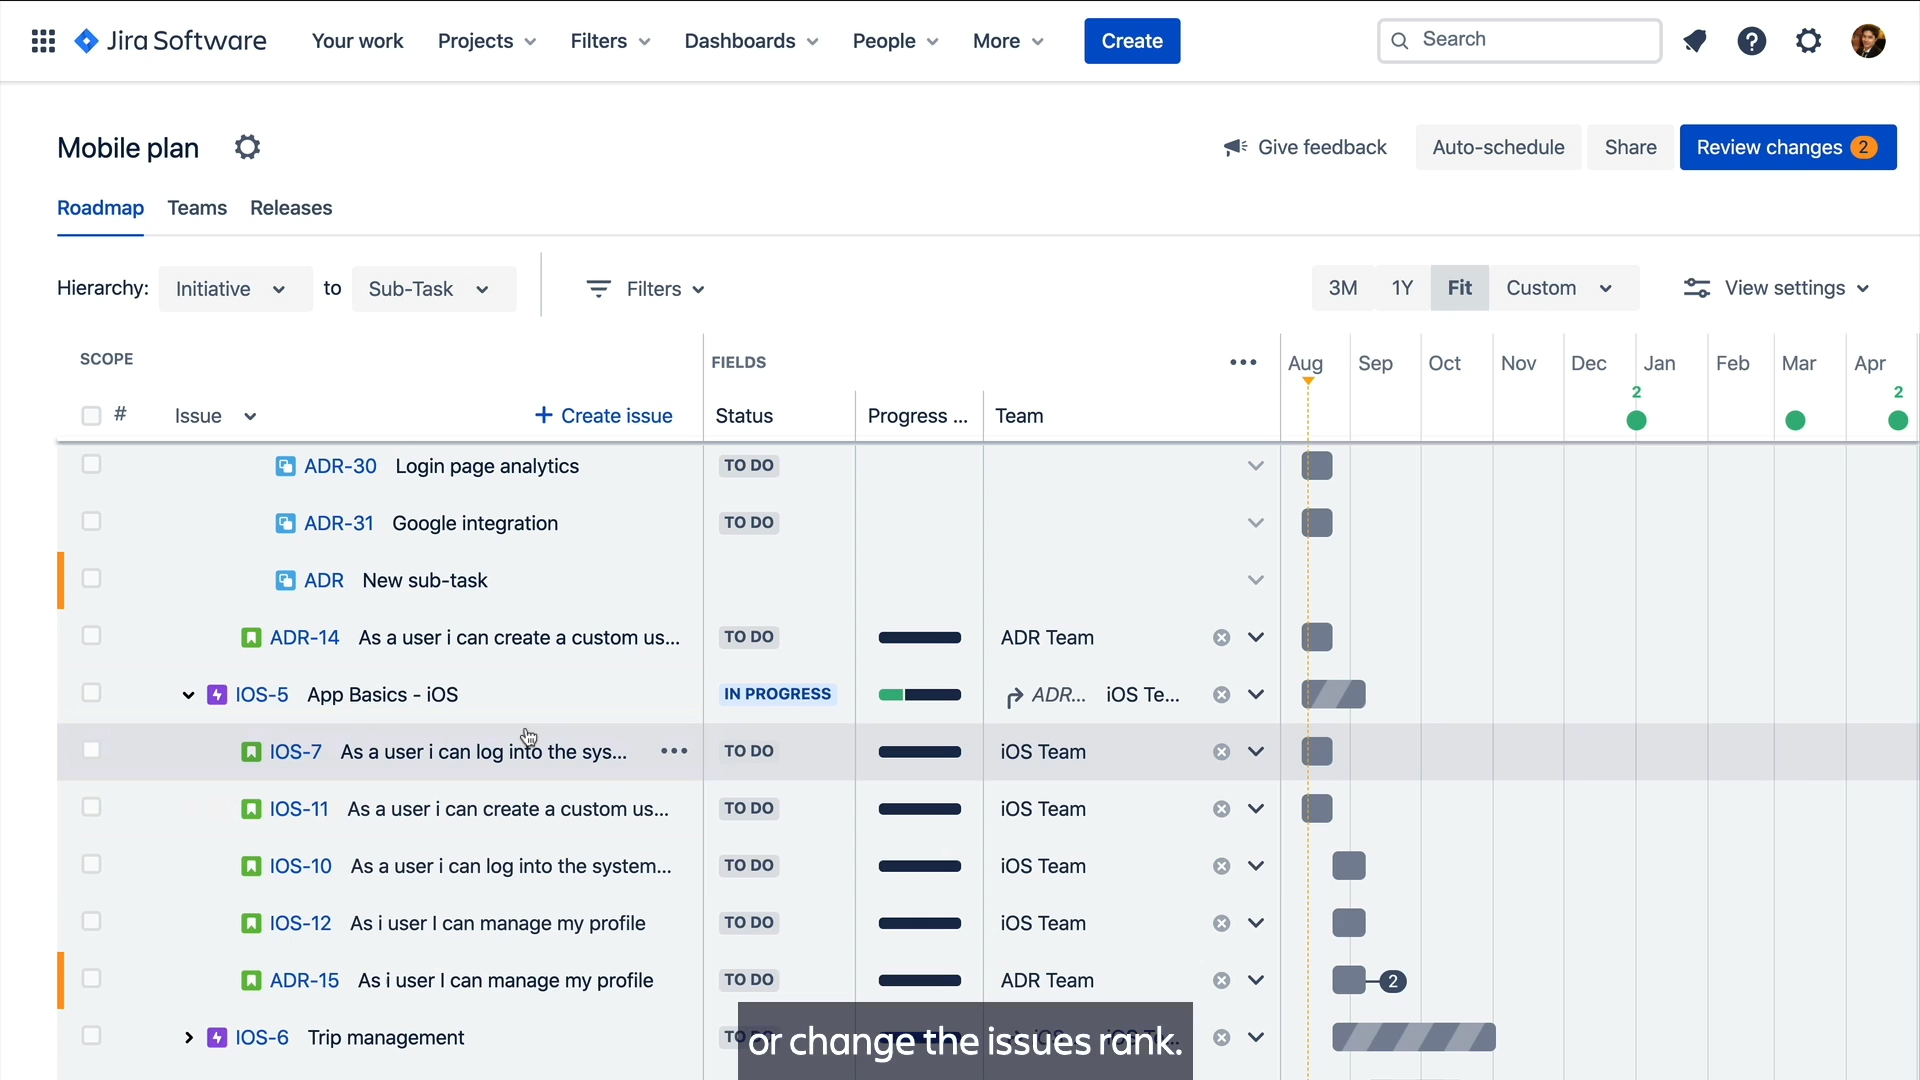 Jira Software Your work Projects Filters Dashboards People More Create Search
Mobile plan Give feedback Auto-schedule Share Review changes 2
Roadmap Teams Releases
Hierarchy: Initiative to Sub-Task Filters 3M 1Y Fit Custom View settings
SCOPE FIELDS ••• Aug Sep Oct Nov Dec Jan Feb Mar Apr
2 2
# Issue + Create issue Status Progress ... Team
ADR-30 Login page analytics TO DO
ADR-31 Google integration TO DO
ADR New sub-task
ADR-14 As a user i can create a custom us... TO DO ADR Team
IOS-5 App Basics - iOS IN PROGRESS ADR... iOS Te...
IOS-7 As a user i can log into the sys... ••• TO DO iOS Team
IOS-11 As a user i can create a custom us... TO DO iOS Team
IOS-10 As a user i can log into the system... TO DO iOS Team
IOS-12 As i user I can manage my profile TO DO iOS Team
ADR-15 As i user I can manage my profile TO DO ADR Team 2
IOS-6 Trip management
or change the issues rank.